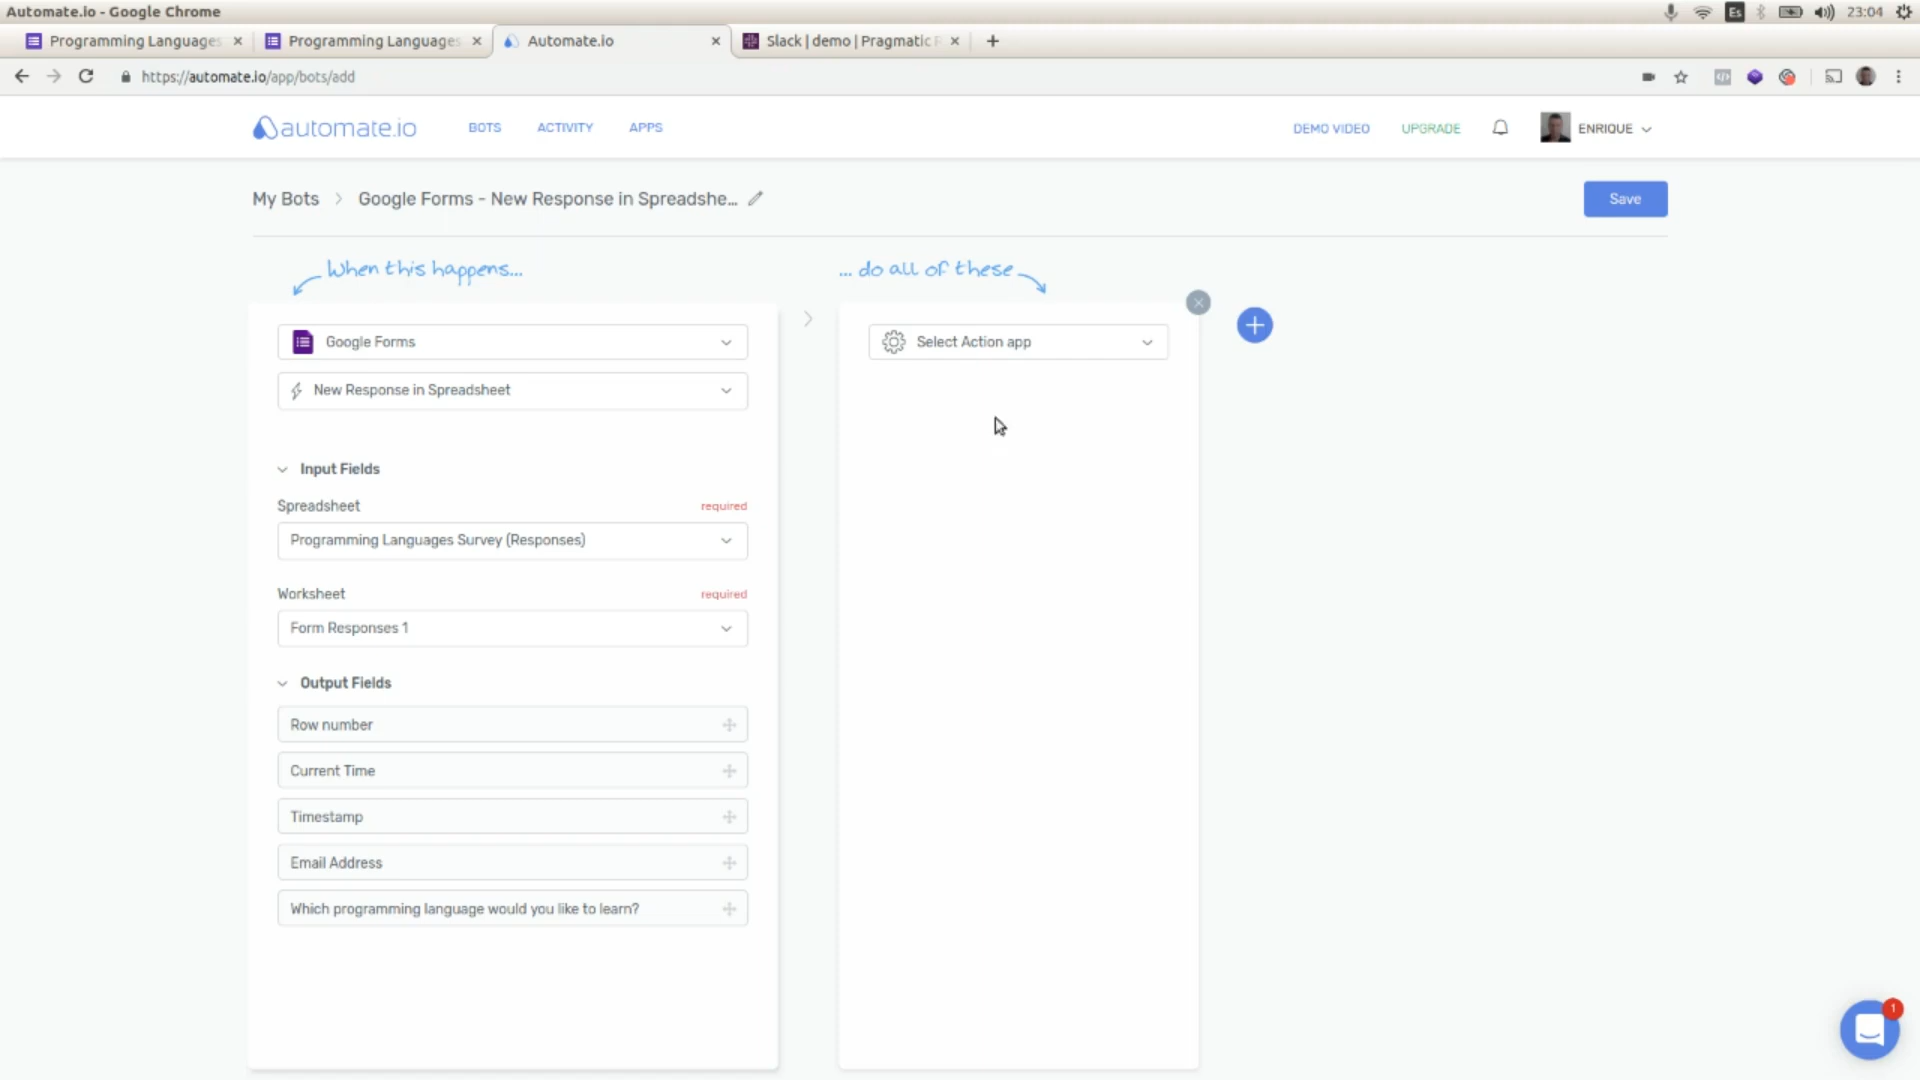 Automate.io - Google Chrome
Es
23:04
Programming Languages
Programming Languages
Automate.io
Slack | demo | Pragmatic
https://automate.io/app/bots/add
automate.io
BOTS
ACTIVITY
APPS
DEMO VIDEO
UPGRADE
ENRIQUE
My Bots
Google Forms - New Response in Spreadshe...
Save
When this happens...
... do all of these
Google Forms
Select Action app
New Response in Spreadsheet
Input Fields
Spreadsheet
required
Programming Languages Survey (Responses)
Worksheet
required
Form Responses 1
Output Fields
Row number
Current Time
Timestamp
Email Address
Which programming language would you like to learn?
1